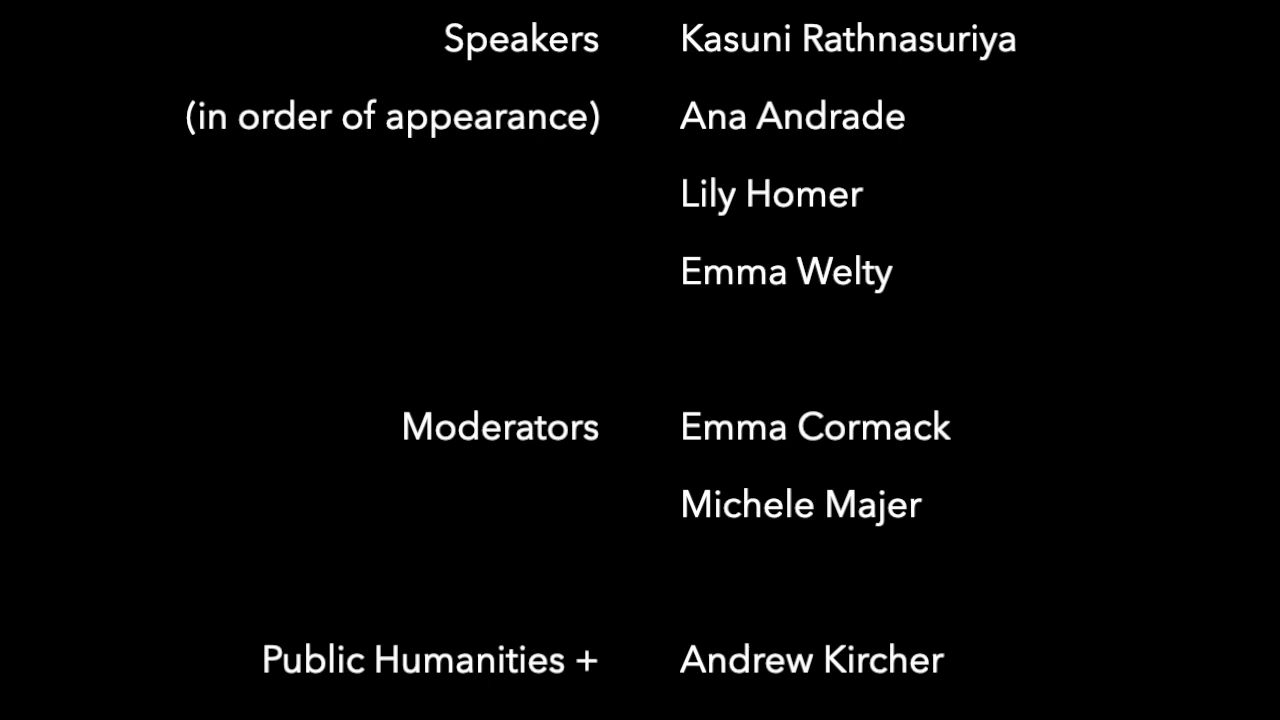 Speakers Kasuni Rathnasuriya
(in order of appearance) Ana Andrade
Lily Homer
Emma Welty
Moderators Emma Cormack
Michele Majer
Public Humanities + Andrew Kircher